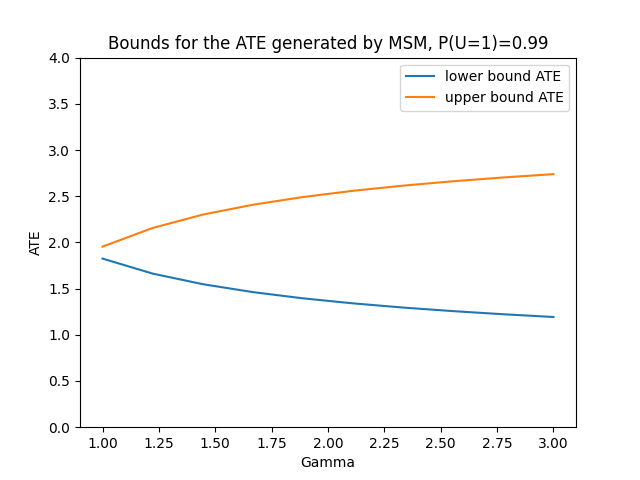 Bounds for the ATE generated by MSM, P(U=1)=0.99
lower bound ATE
upper bound ATE
4.0
3.5
3.0
2.5
2.0
1.5
1.0
0.5
0.0
ATE
1.00 1.25 1.50 1.75 2.00 2.25 2.50 2.75 3.00
Gamma